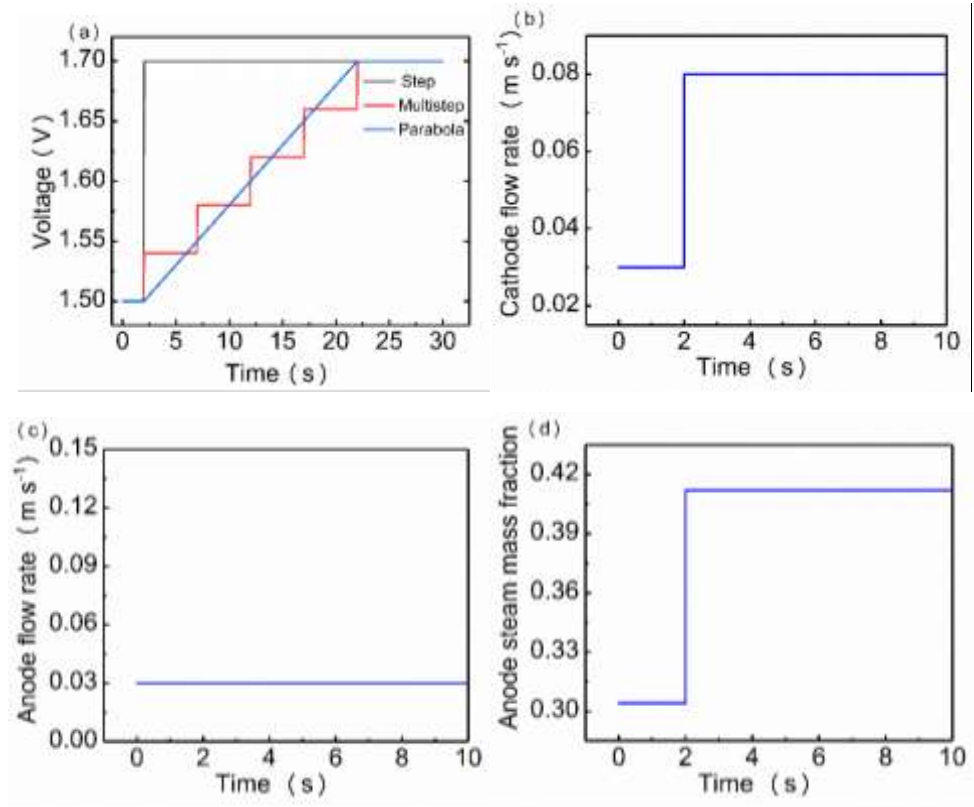 (a)
Voltage (V)
1.70
1.65
1.60
1.55
1.50
Step
Multistep
Parabola
0 5 10 15 20 25 30
Time (s)
(b)
Cathode flow rate (m s⁻¹)
0.08
0.06
0.04
0.02
0 2 4 6 8 10
Time (s)
(c)
Anode flow rate (m s⁻¹)
0.15
0.12
0.09
0.06
0.03
0.00
0 2 4 6 8 10
Time (s)
(d)
Anode steam mass fraction
0.42
0.39
0.36
0.33
0.30
0 2 4 6 8 10
Time (s)